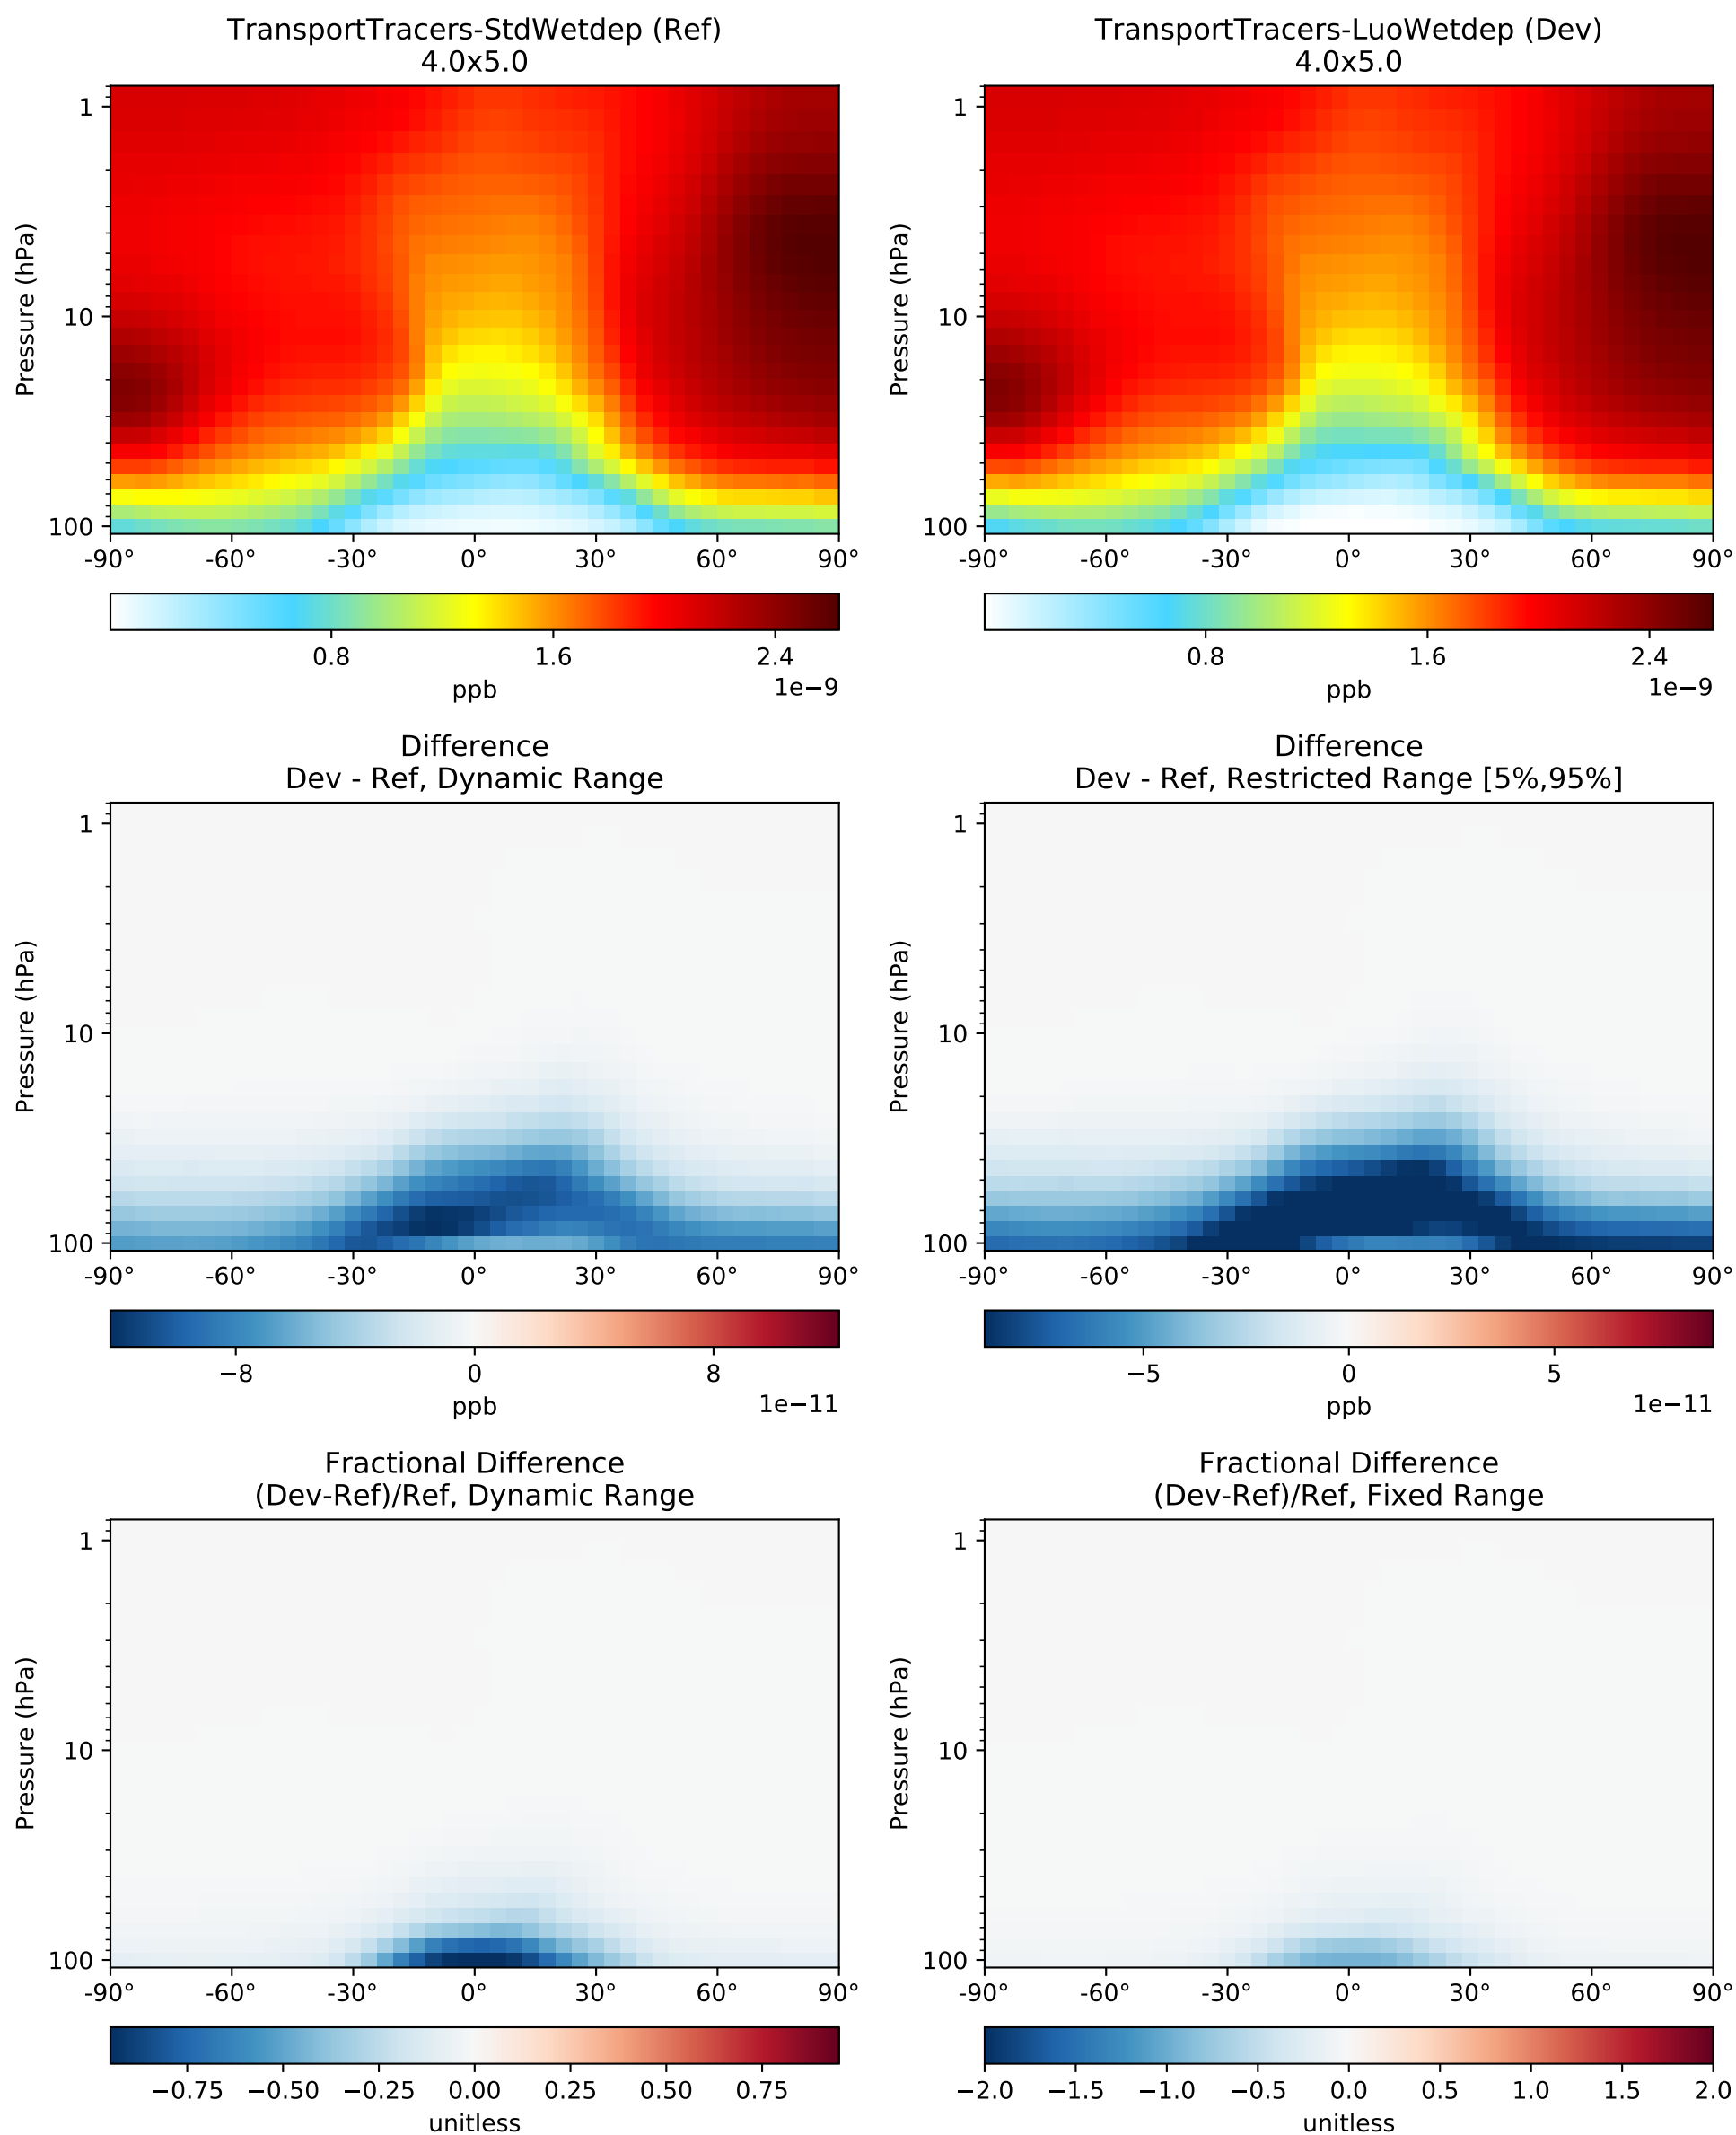 TransportTracers-StdWetdep (Ref)
4.0x5.0
Pressure (hPa)
1
10
100
-90° -60° -30° 0° 30° 60° 90°
0.8 1.6 2.4
ppb 1e−9
TransportTracers-LuoWetdep (Dev)
4.0x5.0
Pressure (hPa)
1
10
100
-90° -60° -30° 0° 30° 60° 90°
0.8 1.6 2.4
ppb 1e−9
Difference
Dev - Ref, Dynamic Range
Pressure (hPa)
1
10
100
-90° -60° -30° 0° 30° 60° 90°
−8 0 8
ppb 1e−11
Difference
Dev - Ref, Restricted Range [5%,95%]
Pressure (hPa)
1
10
100
-90° -60° -30° 0° 30° 60° 90°
−5 0 5
ppb 1e−11
Fractional Difference
(Dev-Ref)/Ref, Dynamic Range
Pressure (hPa)
1
10
100
-90° -60° -30° 0° 30° 60° 90°
−0.75 −0.50 −0.25 0.00 0.25 0.50 0.75
unitless
Fractional Difference
(Dev-Ref)/Ref, Fixed Range
Pressure (hPa)
1
10
100
-90° -60° -30° 0° 30° 60° 90°
−2.0 −1.5 −1.0 −0.5 0.0 0.5 1.0 1.5 2.0
unitless